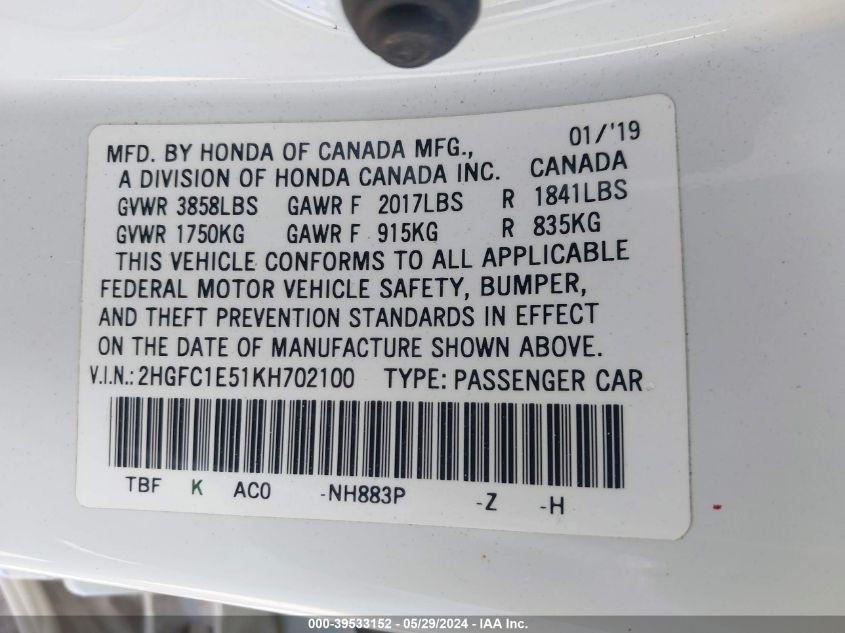 MFD. BY HONDA OF CANADA MFG., 01/'19
A DIVISION OF HONDA CANADA INC. CANADA
GVWR 3858LBS GAWR F 2017LBS R 1841LBS
GVWR 1750KG GAWR F 915KG R 835KG
THIS VEHICLE CONFORMS TO ALL APPLICABLE
FEDERAL MOTOR VEHICLE SAFETY, BUMPER,
AND THEFT PREVENTION STANDARDS IN EFFECT
ON THE DATE OF MANUFACTURE SHOWN ABOVE.
V.I.N.: 2HGFC1E51KH702100 TYPE: PASSENGER CAR
TBF K AC0 -NH883P -Z -H
000-39533152 — 05/29/2024 — IAA Inc.